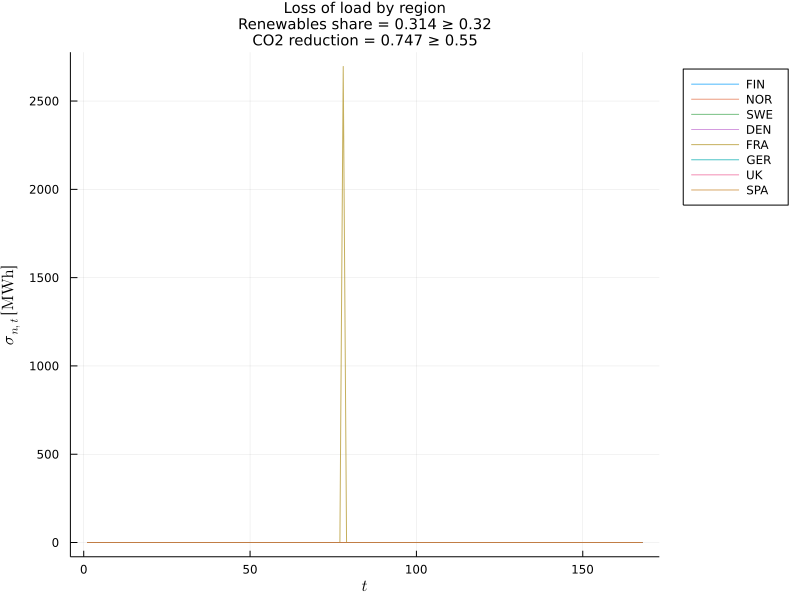 Loss of load by region
Renewables share = 0.314 ≥ 0.32
CO2 reduction = 0.747 ≥ 0.55
FIN
NOR
SWE
DEN
FRA
GER
UK
SPA
σₙ,ₜ [MWh]
2500
2000
1500
1000
500
0
0 50 100 150
t